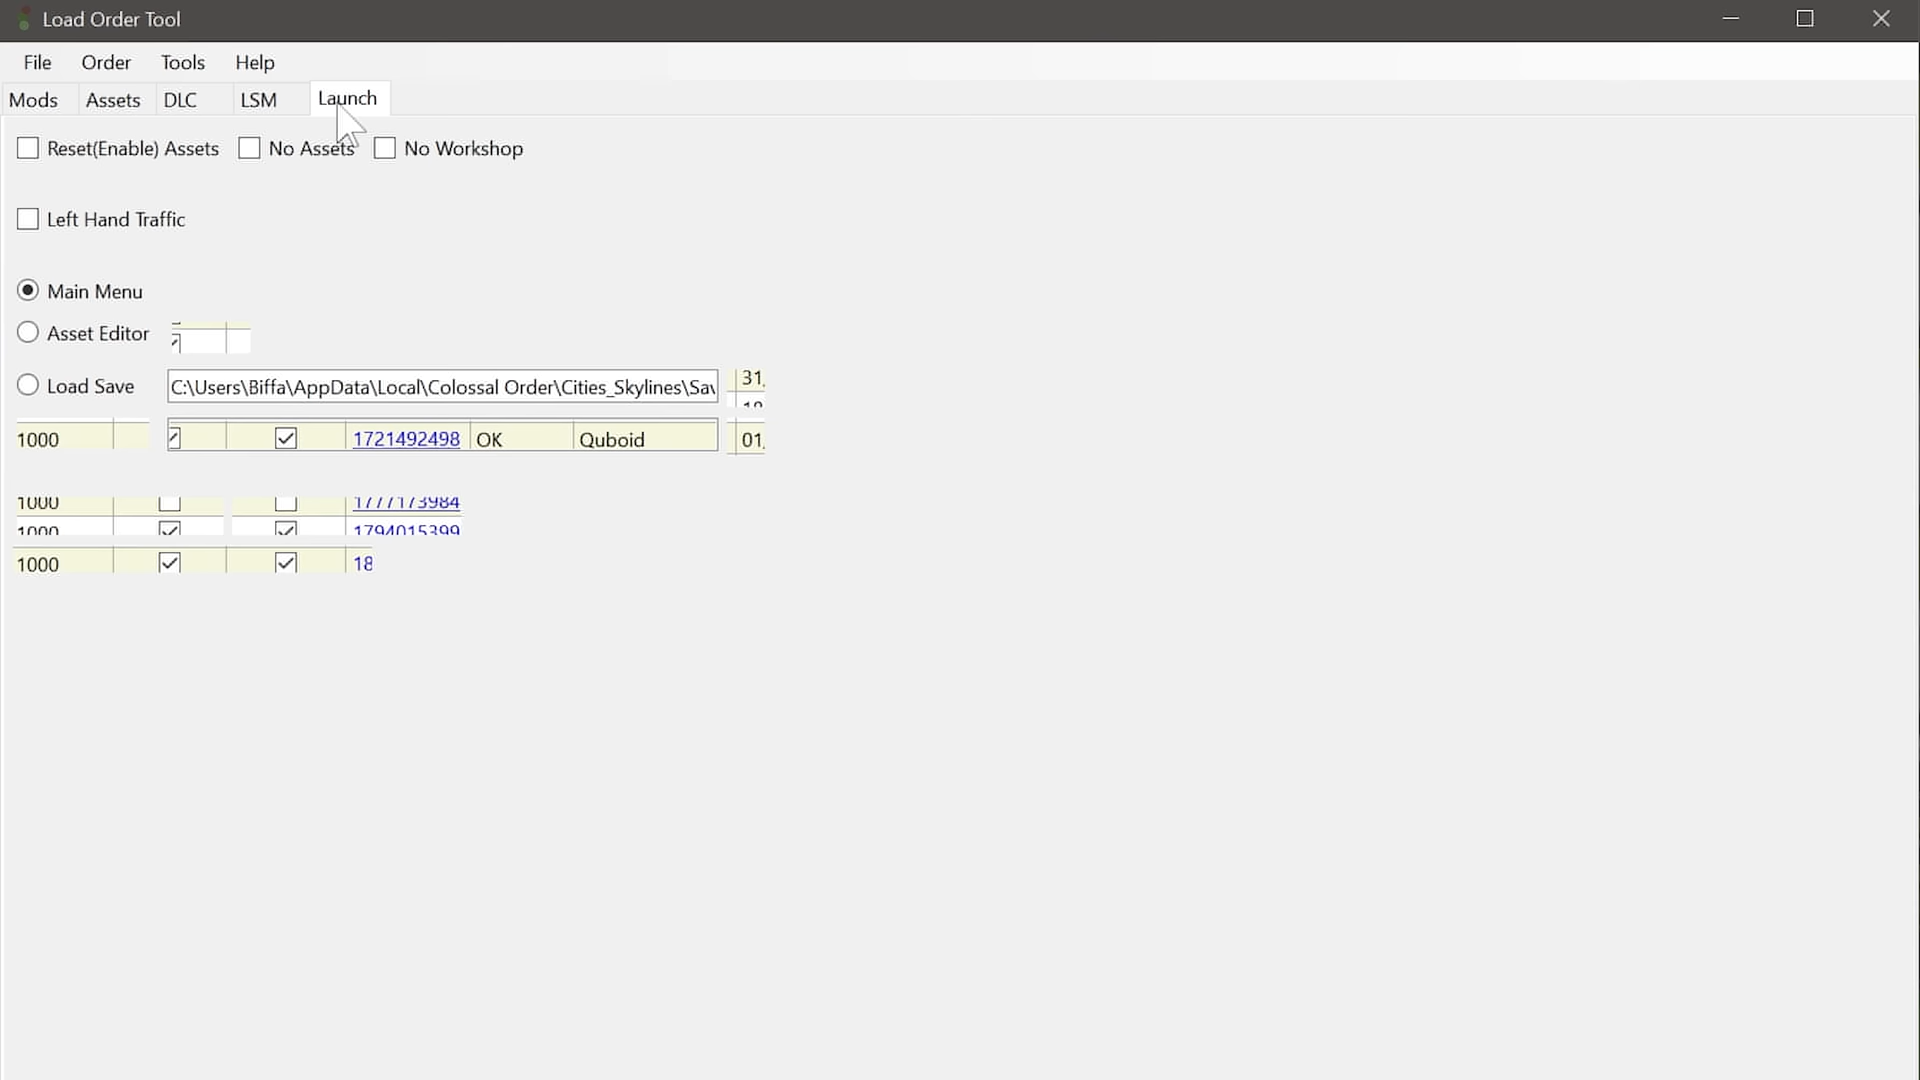 Load Order Tool
File Order Tools Help
Mods Assets DLC LSM Launch
Reset(Enable) Assets No Assets No Workshop
Left Hand Traffic
Main Menu
Asset Editor
Load Save C:\Users\Biffa\AppData\Local\Colossal Order\Cities_Skylines\Sav 31
1000 1721492498 OK Quboid 01
1000 1777173984
1000 1794015399
1000 18